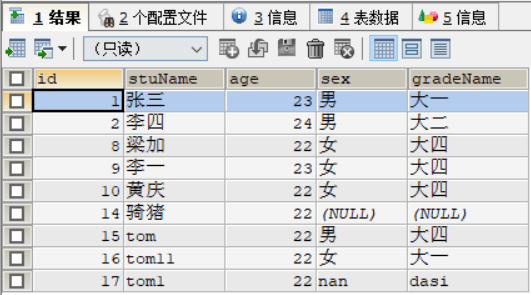 1 结果 2 个配置文件 3 信息 4 表数据 5 信息
（只读）
id stuName age sex gradeName
1 张三 23 男 大一
2 李四 24 男 大二
8 梁加 22 女 大四
9 李一 23 女 大四
10 黄庆 22 女 大四
14 骑猪 22 (NULL) (NULL)
15 tom 22 男 大四
16 tom11 22 女 大一
17 tom1 22 nan dasi